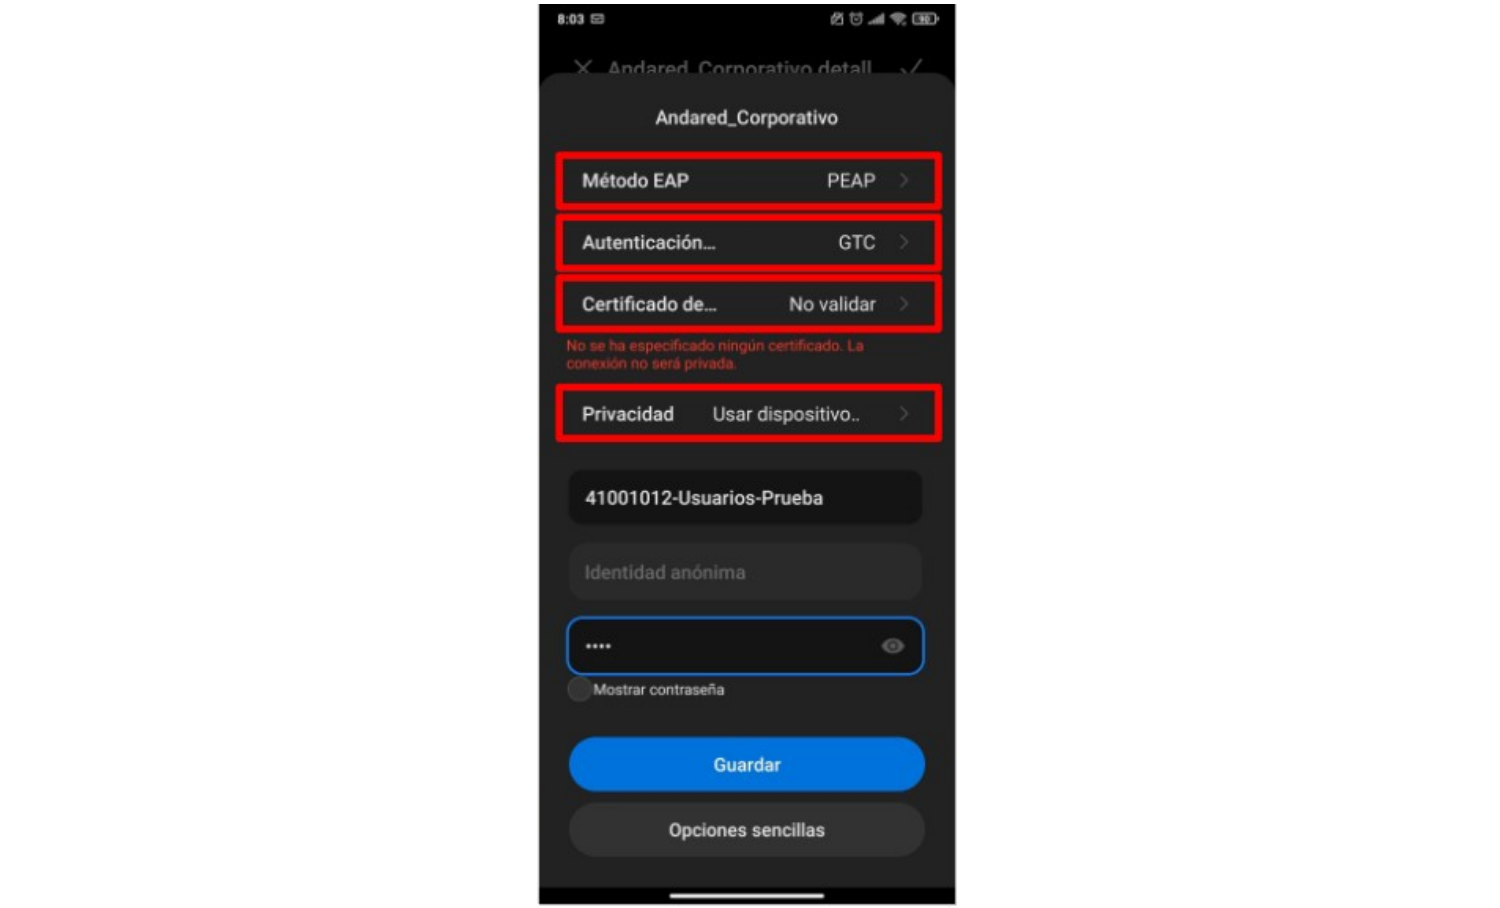 8:03
90
Andared_Corporativo detall
Andared_Corporativo
Método EAP PEAP
Autenticación... GTC
Certificado de... No validar
No se ha especificado ningún certificado. La
conexión no será privada.
Privacidad Usar dispositivo..
41001012-Usuarios-Prueba
Identidad anónima
••••
Mostrar contraseña
Guardar
Opciones sencillas